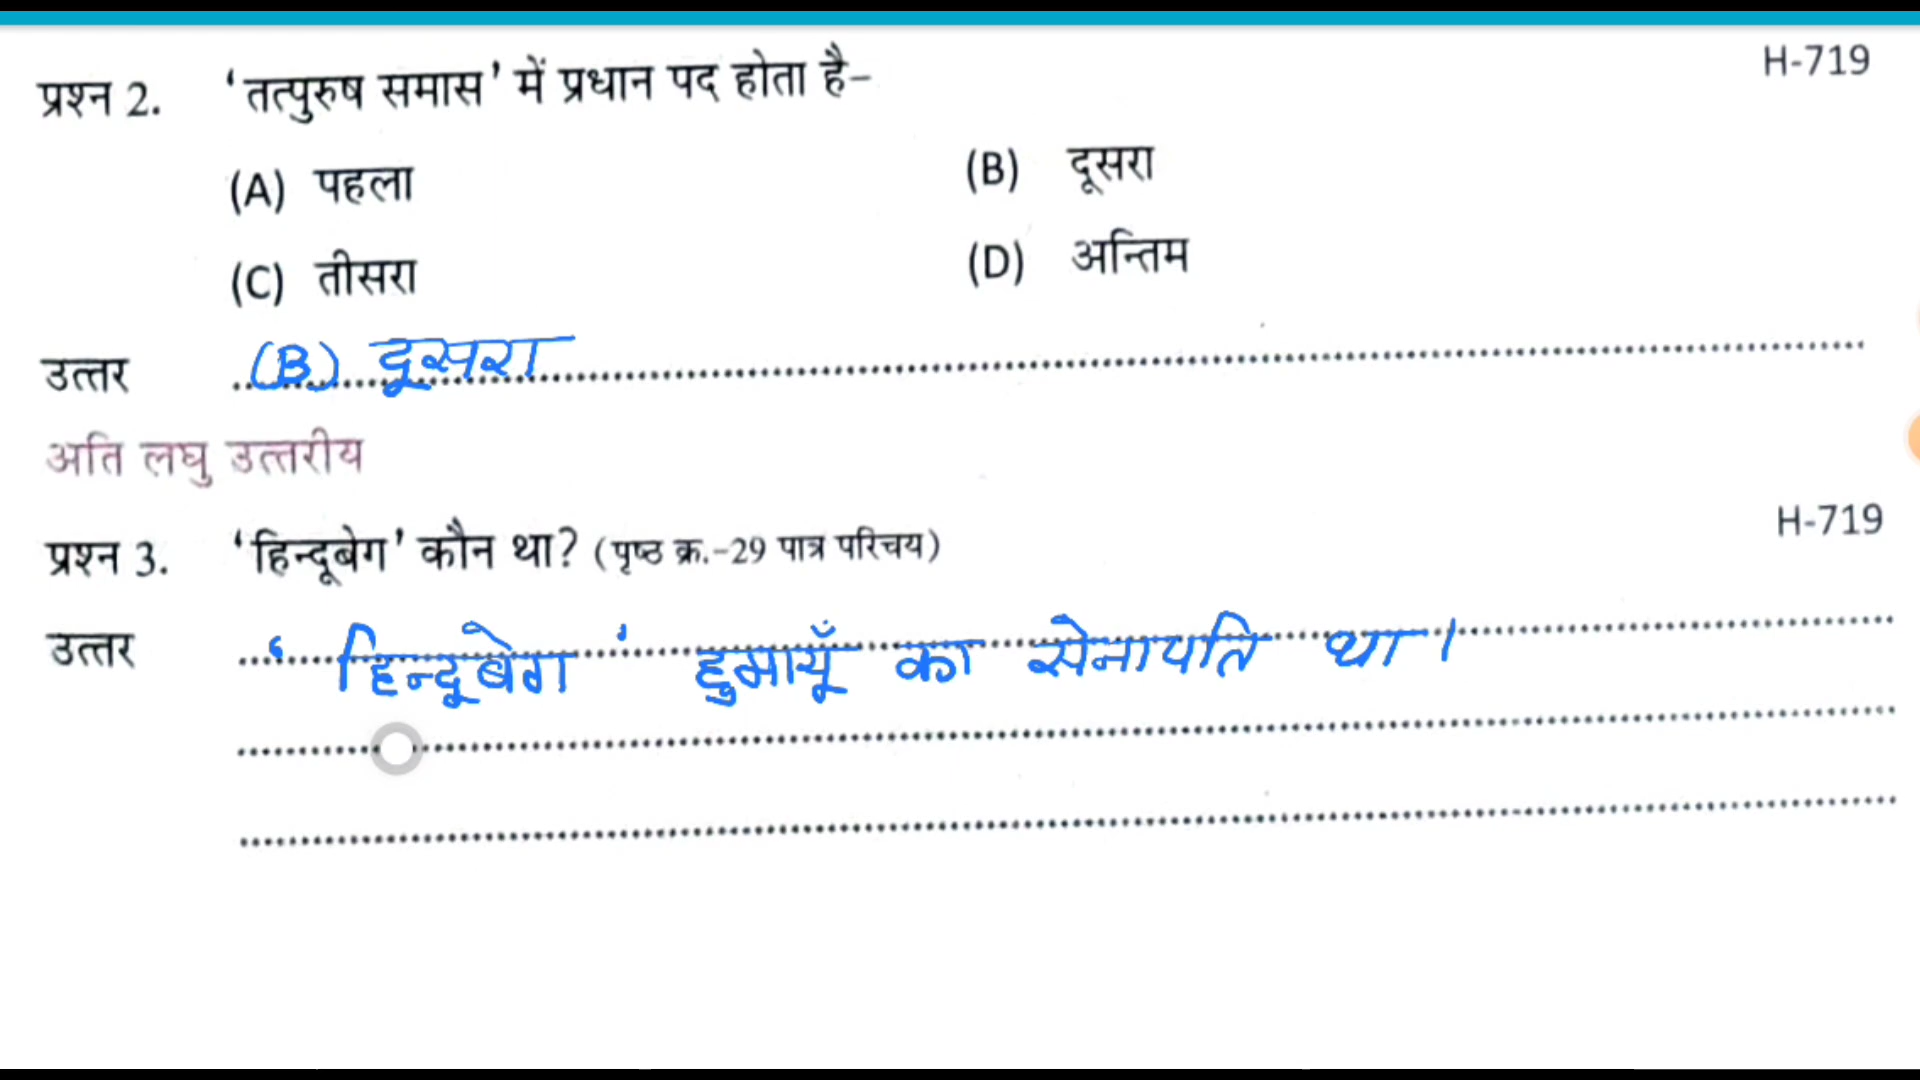 H-719
प्रश्न 2. ‘तत्पुरुष समास’ में प्रधान पद होता है–
(A) पहला (B) दूसरा
(C) तीसरा (D) अन्तिम
उत्तर (B) दूसरा
अति लघु उत्तरीय
H-719
प्रश्न 3. ‘हिन्दूबेग’ कौन था? (पृष्ठ क्र.-29 पात्र परिचय)
उत्तर ‘हिन्दूबेग’ हुमायूँ का सेनापति था।